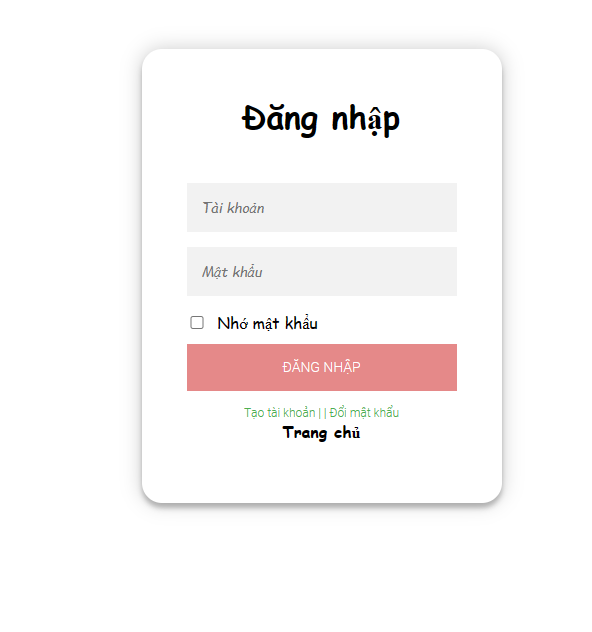 Đăng nhập
Tài khoản
Mật khẩu
Nhớ mật khẩu
ĐĂNG NHẬP
Tạo tài khoản | | Đổi mật khẩu
Trang chủ